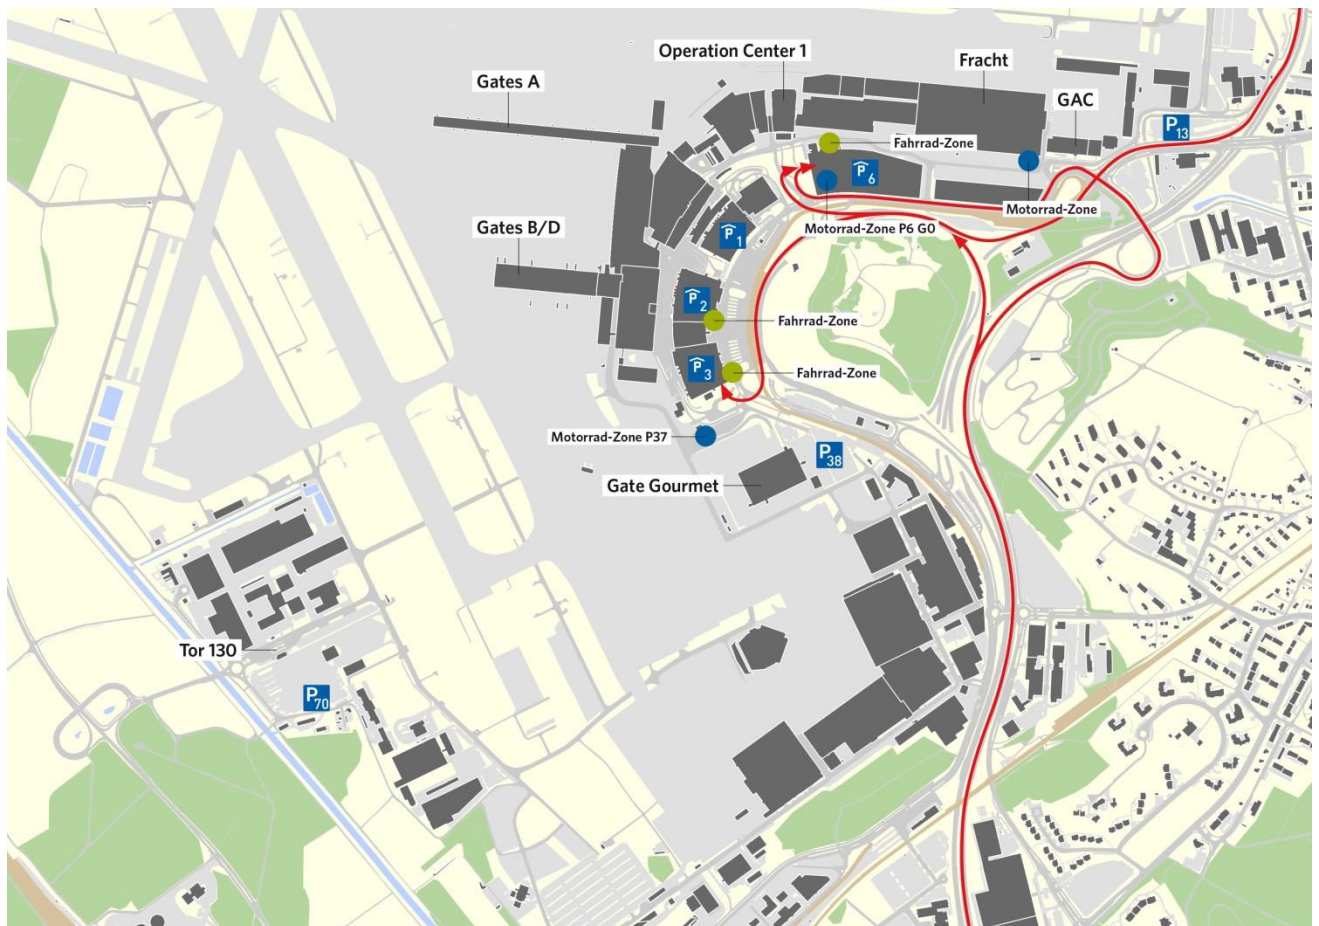 Operation Center 1
Fracht
Gates A
GAC
P13
Fahrrad-Zone
P6
Motorrad-Zone
Gates B/D
Motorrad-Zone P6 G0
P1
P2
Fahrrad-Zone
P3
Fahrrad-Zone
Motorrad-Zone P37
P38
Gate Gourmet
Tor 130
P70